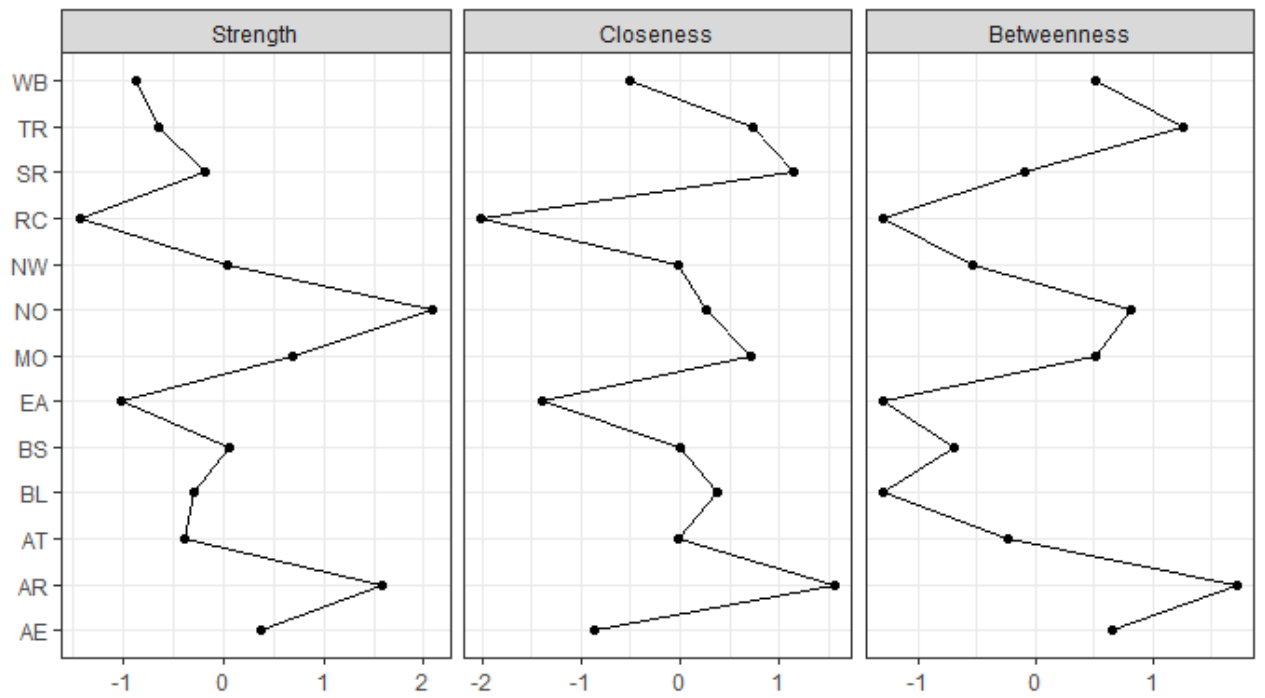 Strength Closeness Betweenness
WB
TR
SR
RC
NW
NO
MO
EA
BS
BL
AT
AR
AE
-1 0 1 2 -2 -1 0 1 -1 0 1